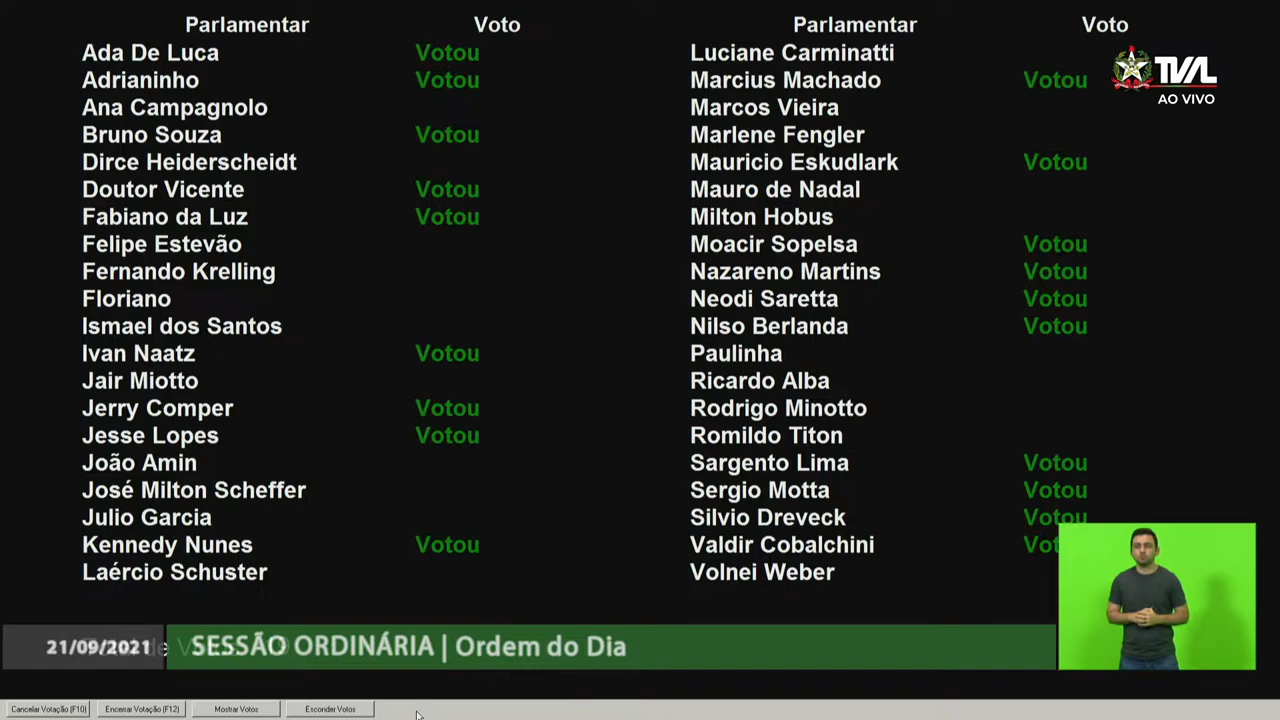 Parlamentar Voto Parlamentar Voto
Ada De Luca Votou Luciane Carminatti
Adrianinho Votou Marcius Machado Votou
Ana Campagnolo Marcos Vieira
Bruno Souza Votou Marlene Fengler
Dirce Heiderscheidt Mauricio Eskudlark Votou
Doutor Vicente Votou Mauro de Nadal
Fabiano da Luz Votou Milton Hobus
Felipe Estevão Moacir Sopelsa Votou
Fernando Krelling Nazareno Martins Votou
Floriano Neodi Saretta Votou
Ismael dos Santos Nilso Berlanda Votou
Ivan Naatz Votou Paulinha
Jair Miotto Ricardo Alba
Jerry Comper Votou Rodrigo Minotto
Jesse Lopes Votou Romildo Titon
João Amin Sargento Lima Votou
José Milton Scheffer Sergio Motta Votou
Julio Garcia Silvio Dreveck Votou
Kennedy Nunes Votou Valdir Cobalchini Vot
Laércio Schuster Volnei Weber
TVAL
AO VIVO
21/09/2021 SESSÃO ORDINÁRIA | Ordem do Dia
Cancelar Votação (F10) Encerrar Votação (F12) Mostrar Votos Esconder Votos